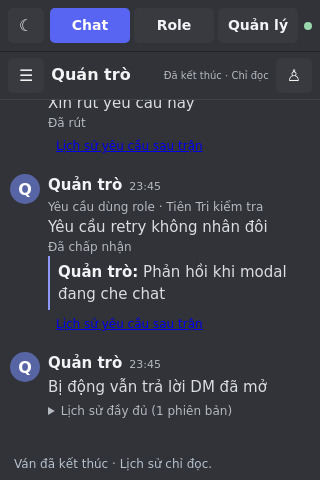 Chat Role Quản lý
Quản trò Đã kết thúc · Chỉ đọc
Xin rút yêu cầu này
Đã rút
Lịch sử yêu cầu sau trận
Q Quản trò 23:45
Yêu cầu dùng role · Tiên Tri kiểm tra
Yêu cầu retry không nhân đôi
Đã chấp nhận
Quản trò: Phản hồi khi modal
đang che chat
Lịch sử yêu cầu sau trận
Q Quản trò 23:45
Bị động vẫn trả lời DM đã mở
Lịch sử đầy đủ (1 phiên bản)
Ván đã kết thúc · Lịch sử chỉ đọc.